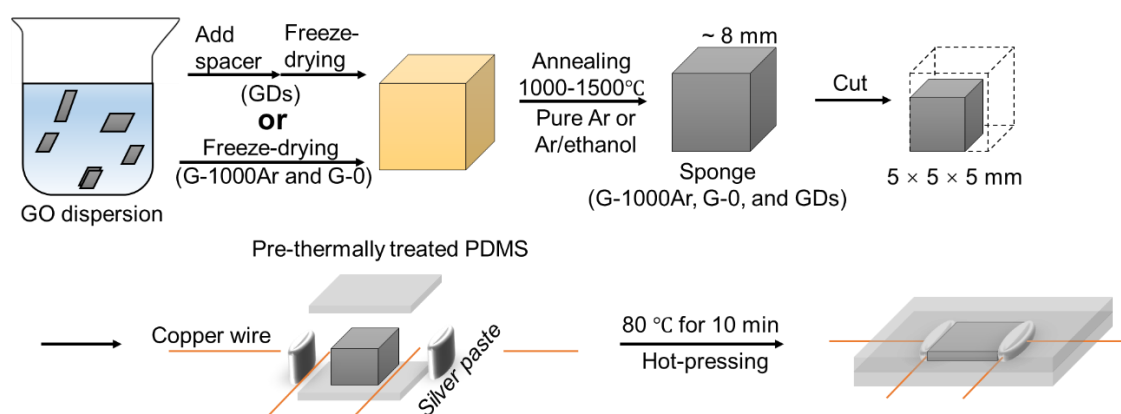 Add
spacer
Freeze-
drying
(GDs)
or
Freeze-drying
(G-1000Ar and G-0)
GO dispersion
Annealing
1000-1500℃
Pure Ar or
Ar/ethanol
~ 8 mm
Sponge
(G-1000Ar, G-0, and GDs)
Cut
5 × 5 × 5 mm
Pre-thermally treated PDMS
Copper wire
Silver paste
80 ℃ for 10 min
Hot-pressing